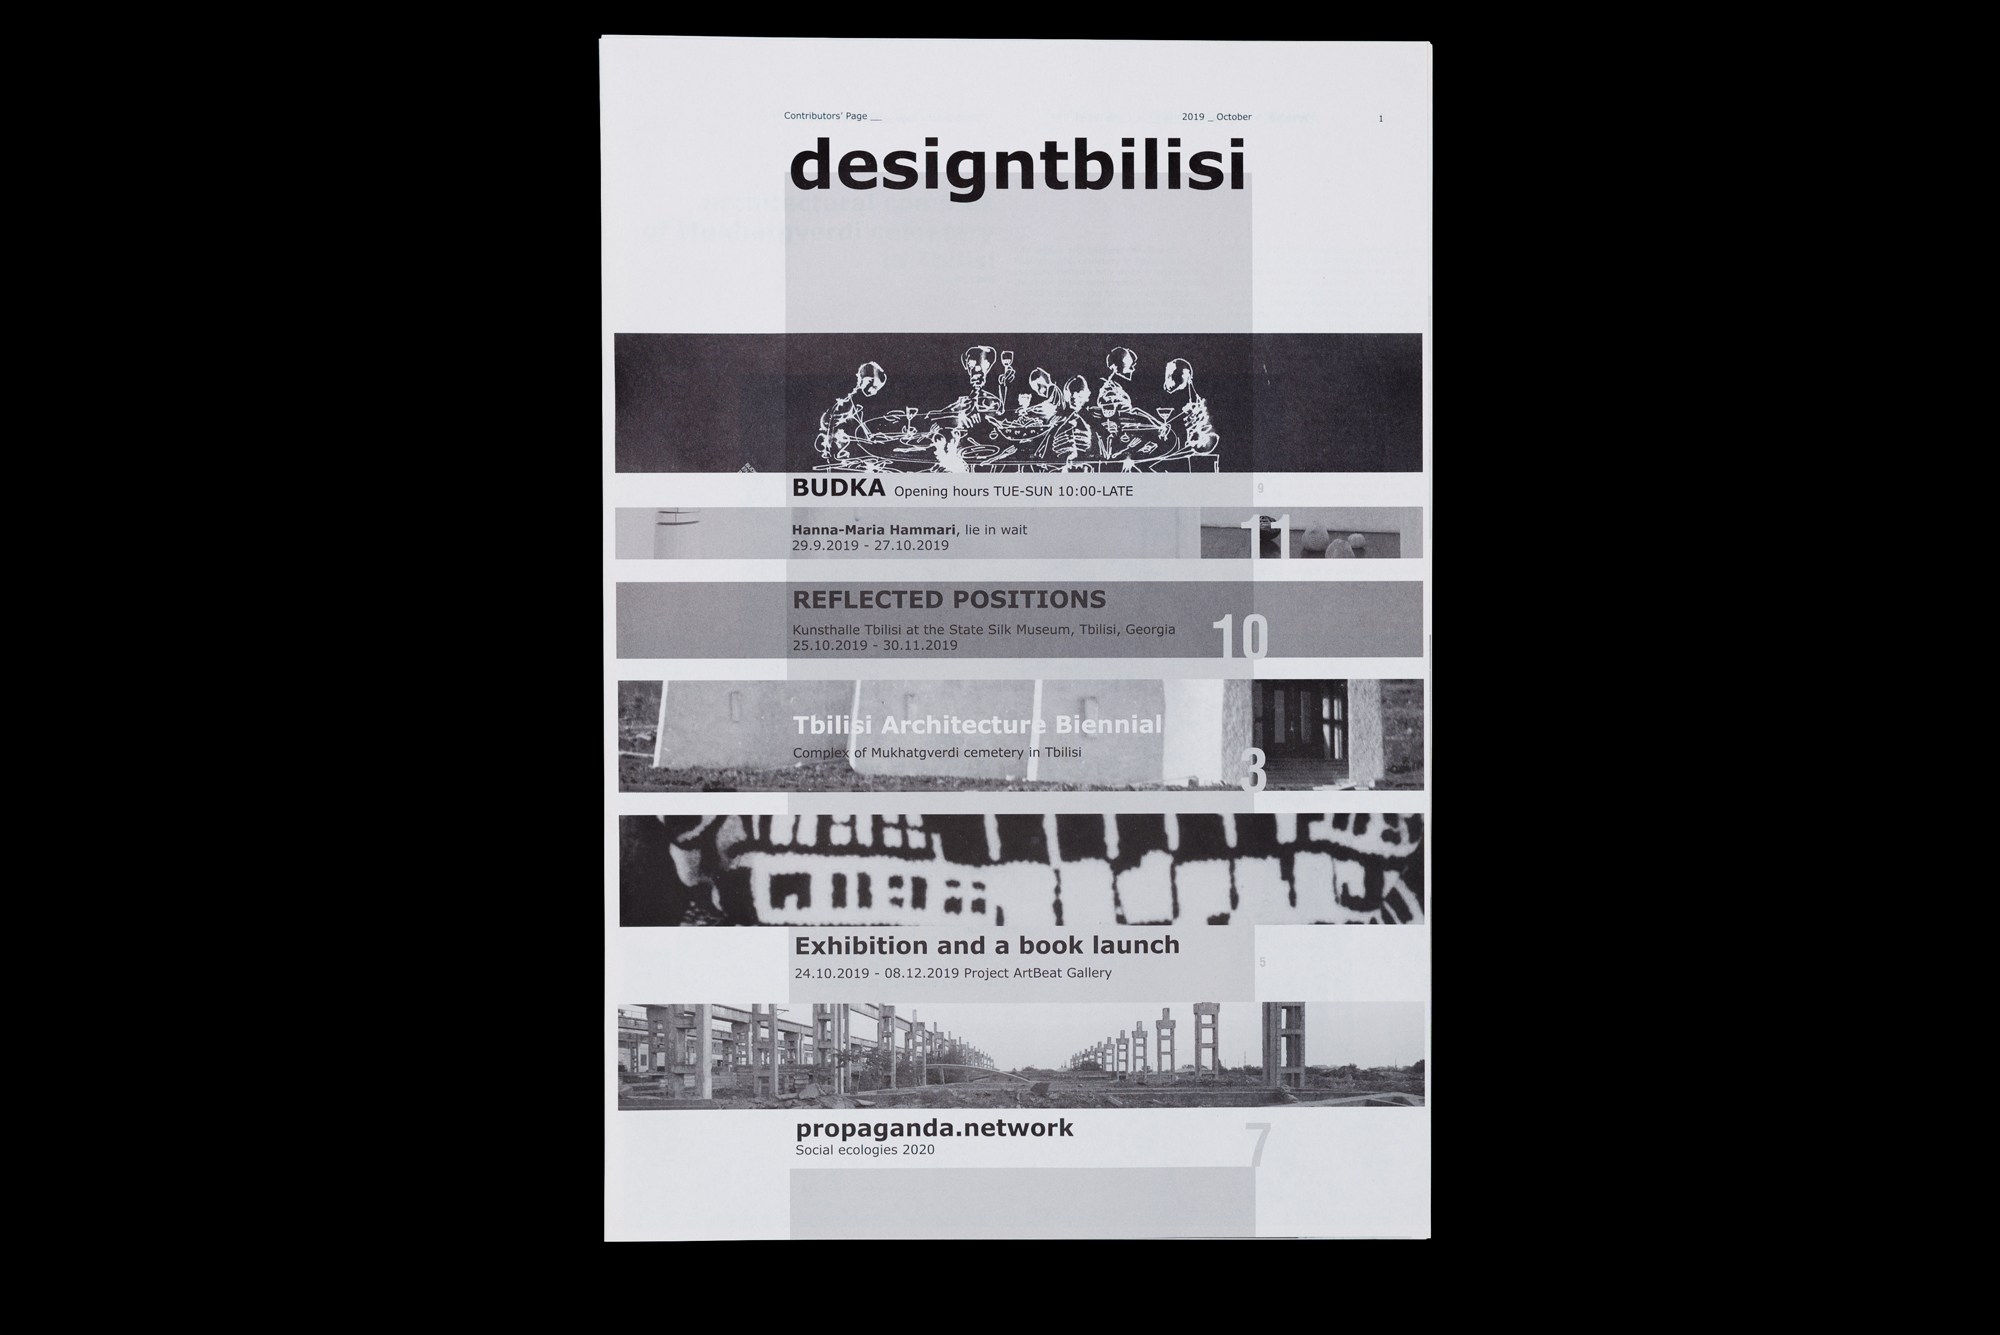 Contributors' Page __
2019 _ October
1
designtbilisi
BUDKA Opening hours TUE-SUN 10:00-LATE
9
Hanna-Maria Hammari, lie in wait
29.9.2019 - 27.10.2019
11
REFLECTED POSITIONS
Kunsthalle Tbilisi at the State Silk Museum, Tbilisi, Georgia
25.10.2019 - 30.11.2019
10
Tbilisi Architecture Biennial
Complex of Mukhatgverdi cemetery in Tbilisi
3
Exhibition and a book launch
24.10.2019 - 08.12.2019 Project ArtBeat Gallery
5
propaganda.network
Social ecologies 2020
7